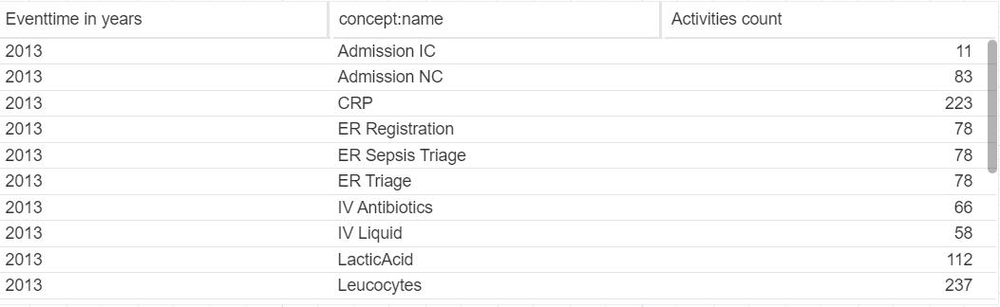 Eventtime in years concept:name Activities count
2013 Admission IC 11
2013 Admission NC 83
2013 CRP 223
2013 ER Registration 78
2013 ER Sepsis Triage 78
2013 ER Triage 78
2013 IV Antibiotics 66
2013 IV Liquid 58
2013 LacticAcid 112
2013 Leucocytes 237